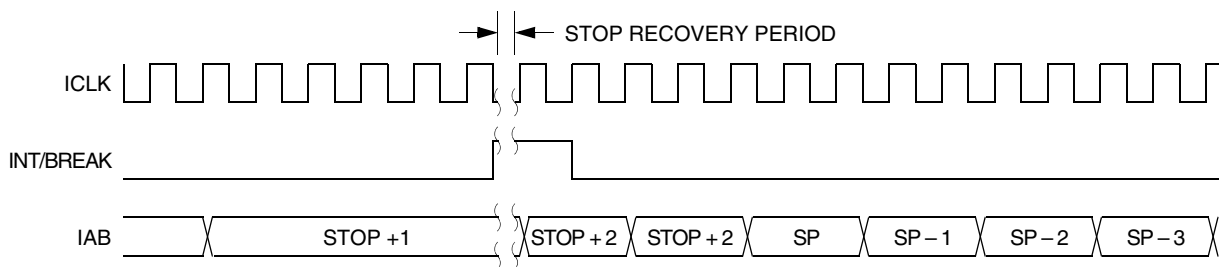 STOP RECOVERY PERIOD
ICLK
INT/BREAK
IAB STOP +1 STOP + 2 STOP + 2 SP SP – 1 SP – 2 SP – 3